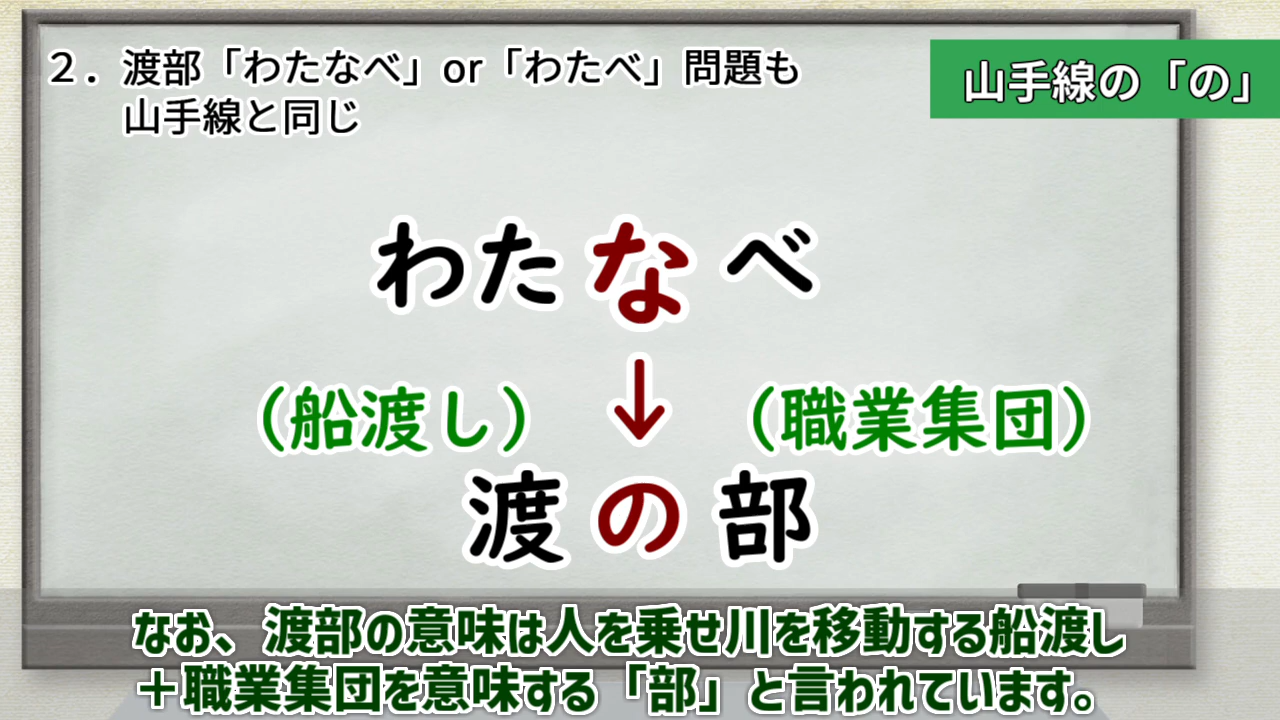 2．渡部「わたなべ」or「わたべ」問題も
山手線と同じ
山手線の「の」
わたなべ
↓
（船渡し）（職業集団）
渡の部
なお、渡部の意味は人を乗せ川を移動する船渡し
＋職業集団を意味する「部」と言われています。